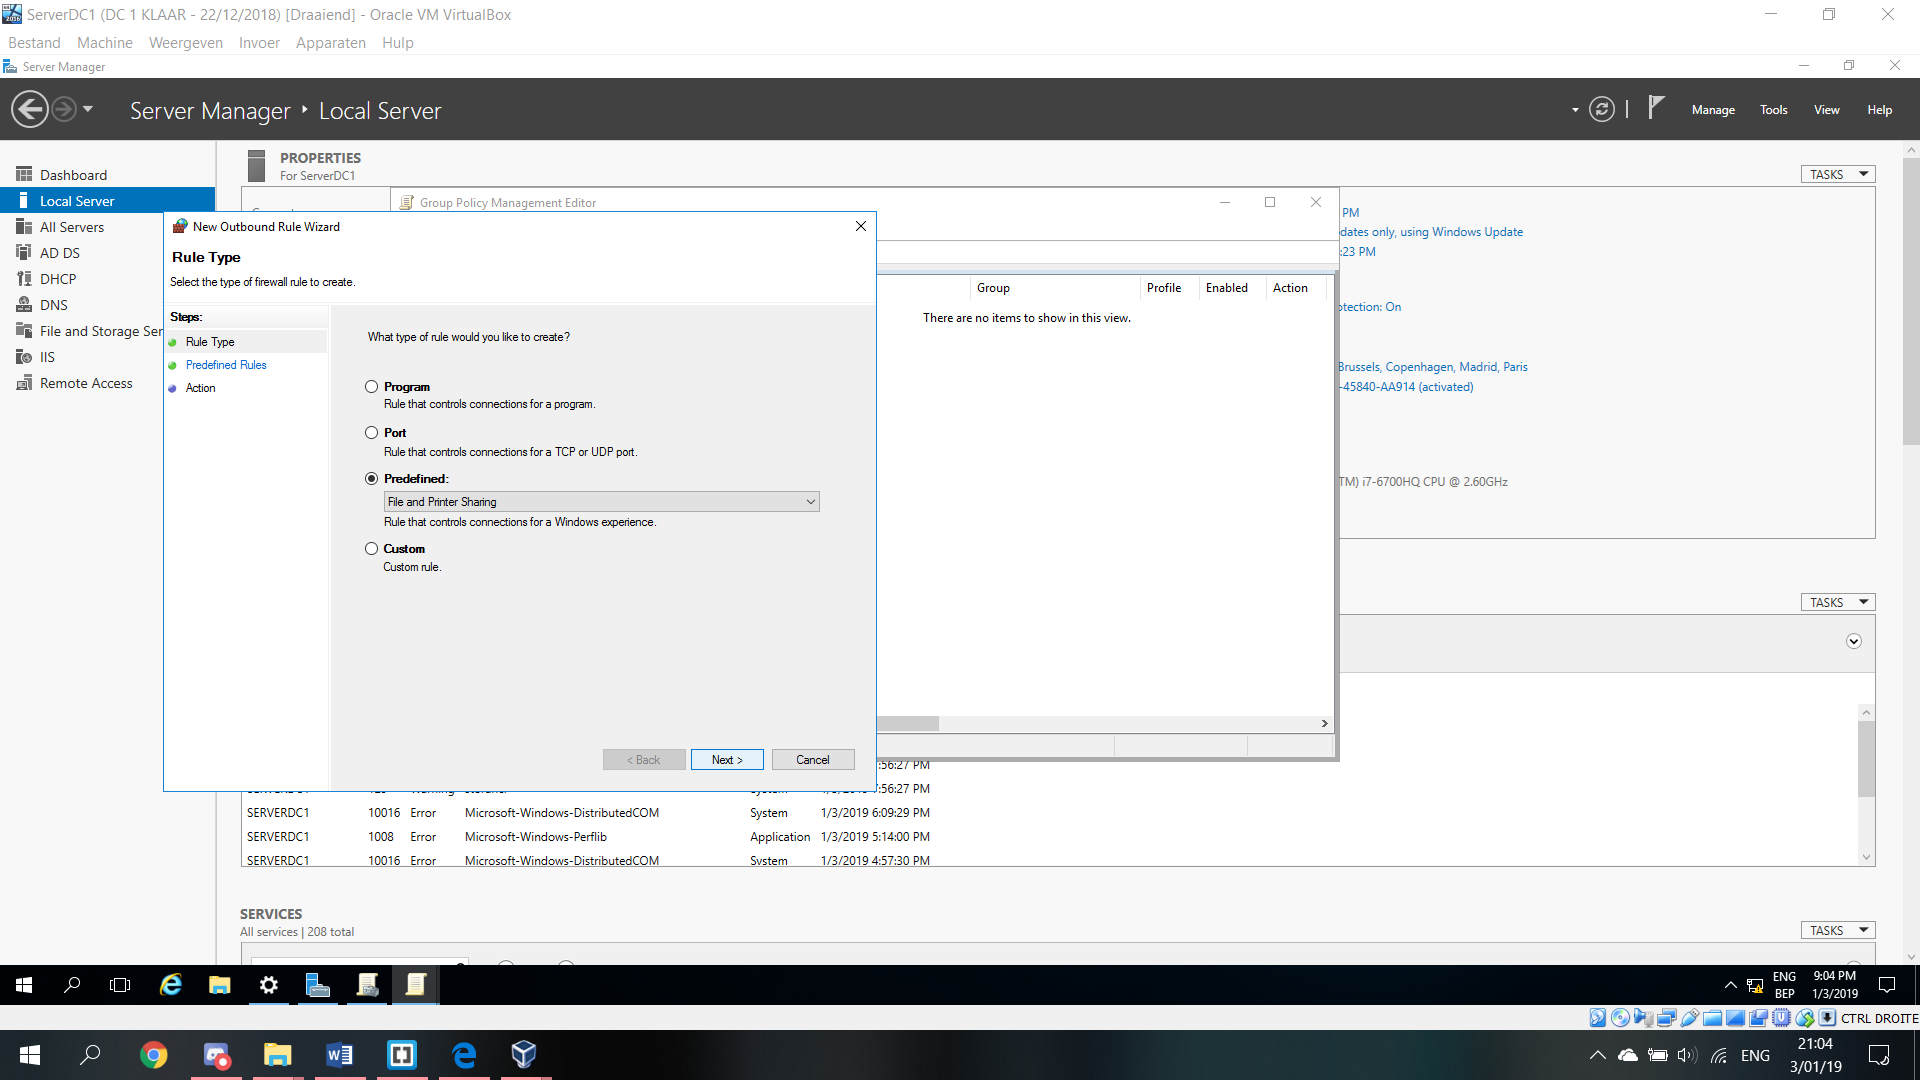 ServerDC1 (DC 1 KLAAR - 22/12/2018) [Draaiend] - Oracle VM VirtualBox
Bestand Machine Weergeven Invoer Apparaten Hulp
Server Manager
Server Manager Local Server
Manage Tools View Help
Dashboard
Local Server
All Servers
AD DS
DHCP
DNS
File and Storage Ser
IIS
Remote Access
PROPERTIES
For ServerDC1
TASKS
Group Policy Management Editor
PM
dates only, using Windows Update
:23 PM
otection: On
Brussels, Copenhagen, Madrid, Paris
-45840-AA914 (activated)
TM) i7-6700HQ CPU @ 2.60GHz
Group Profile Enabled Action
There are no items to show in this view.
New Outbound Rule Wizard
Rule Type
Select the type of firewall rule to create.
Steps:
Rule Type
Predefined Rules
Action
What type of rule would you like to create?
Program
Rule that controls connections for a program.
Port
Rule that controls connections for a TCP or UDP port.
Predefined:
File and Printer Sharing
Rule that controls connections for a Windows experience.
Custom
Custom rule.
< Back Next > Cancel
TASKS
:56:27 PM
:56:27 PM
SERVERDC1 10016 Error Microsoft-Windows-DistributedCOM System 1/3/2019 6:09:29 PM
SERVERDC1 1008 Error Microsoft-Windows-Perflib Application 1/3/2019 5:14:00 PM
SERVERDC1 10016 Error Microsoft-Windows-DistributedCOM System 1/3/2019 4:57:30 PM
SERVICES
All services | 208 total
TASKS
ENG
BEP
9:04 PM
1/3/2019
CTRL DROITE
ENG
21:04
3/01/19